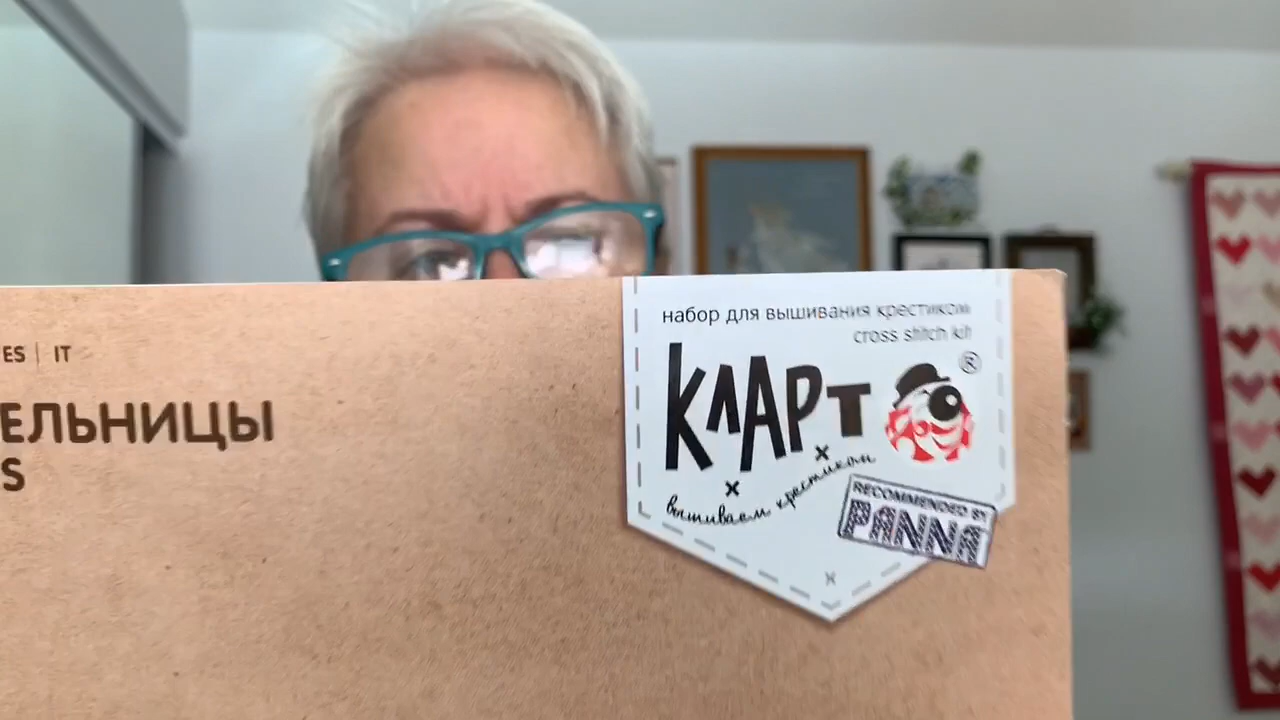 ES | IT
ЕЛЬНИЦЫ
S
набор для вышивания крестиком
cross stitch kit
КЛАРТ
®
вышиваем крестиком
RECOMMENDED BY
PANNA